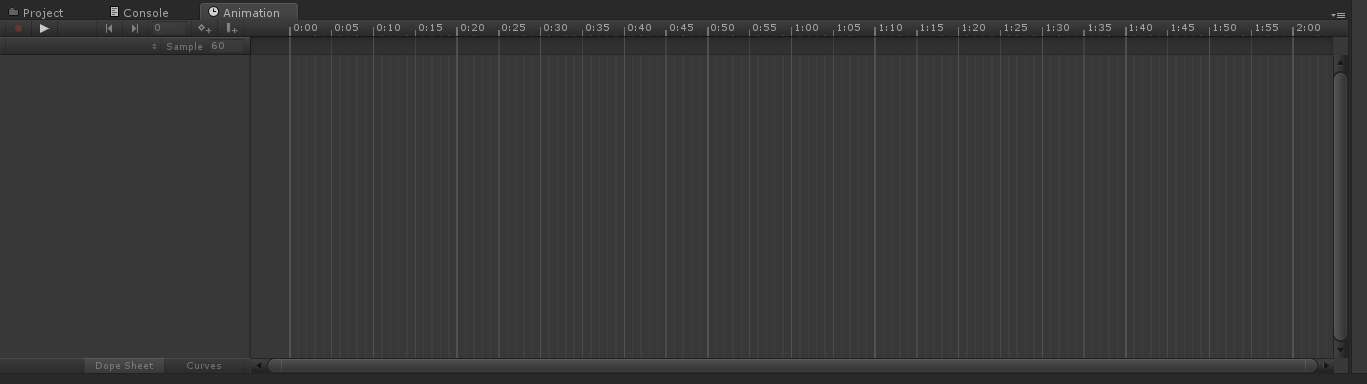 Project Console Animation
0 0:00 0:05 0:10 0:15 0:20 0:25 0:30 0:35 0:40 0:45 0:50 0:55 1:00 1:05 1:10 1:15 1:20 1:25 1:30 1:35 1:40 1:45 1:50 1:55 2:00
Sample 60
Dope Sheet Curves